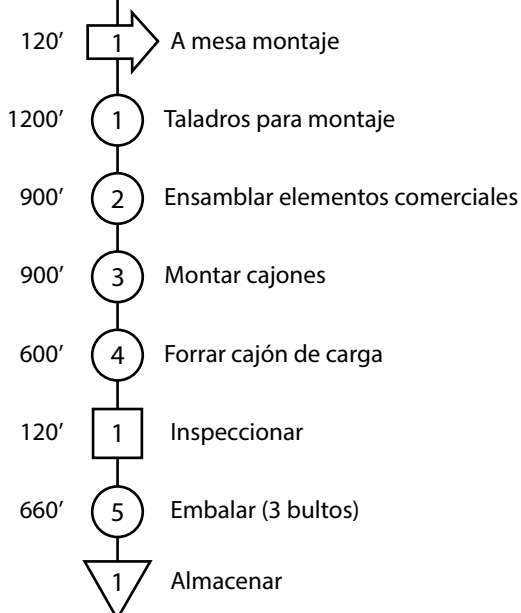 120’ 1 A mesa montaje
1200’ 1 Taladros para montaje
900’ 2 Ensamblar elementos comerciales
900’ 3 Montar cajones
600’ 4 Forrar cajón de carga
120’ 1 Inspeccionar
660’ 5 Embalar (3 bultos)
1 Almacenar